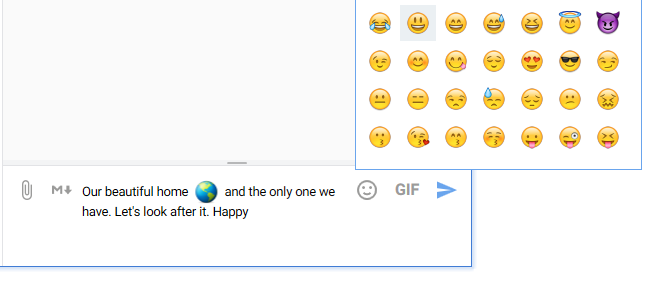 M Our beautiful home 🌎 and the only one we GIF
have. Let's look after it. Happy